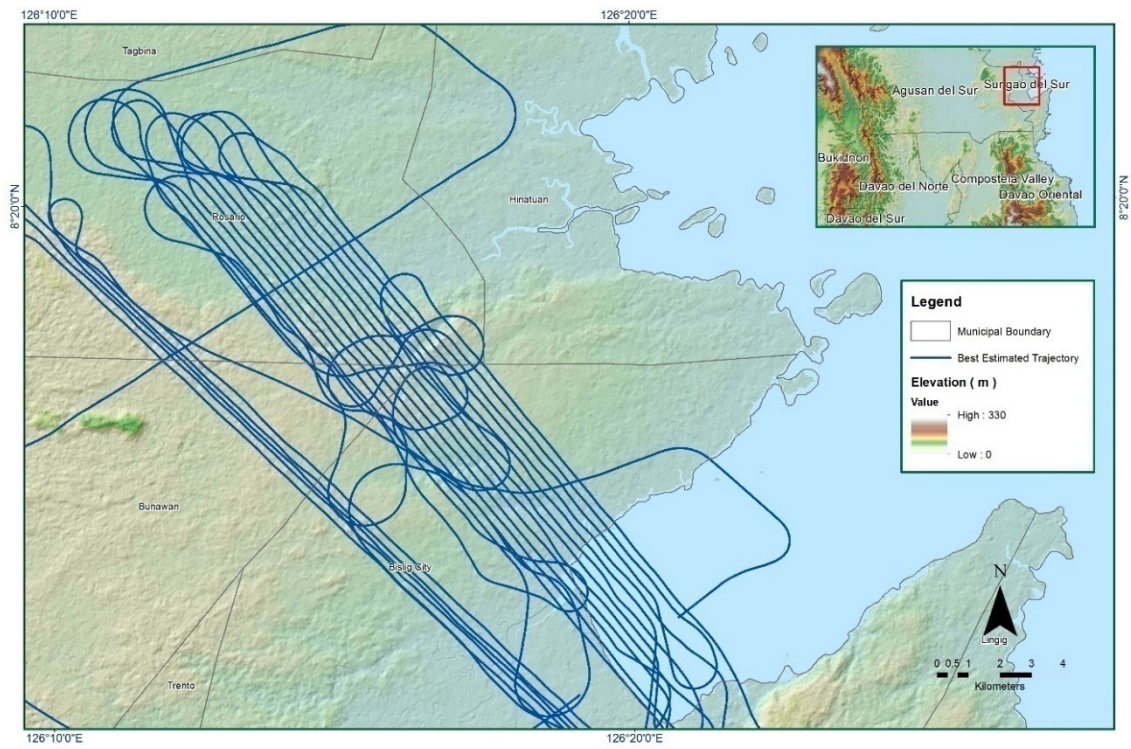 126°10'0"E
126°20'0"E
Tagbina
Agusan del Sur
Surigao del Sur
Bukidnon
Compostela Valley
Davao del Norte
Davao Oriental
Davao del Sur
8°20'0"N
8°20'0"N
Hinatuan
Rosario
Legend
Municipal Boundary
Best Estimated Trajectory
Elevation ( m )
Value
High : 330
Low : 0
Bunawan
Bislig City
N
Lingig
0 0.5 1 2 3 4
Kilometers
Trento
126°10'0"E
126°20'0"E